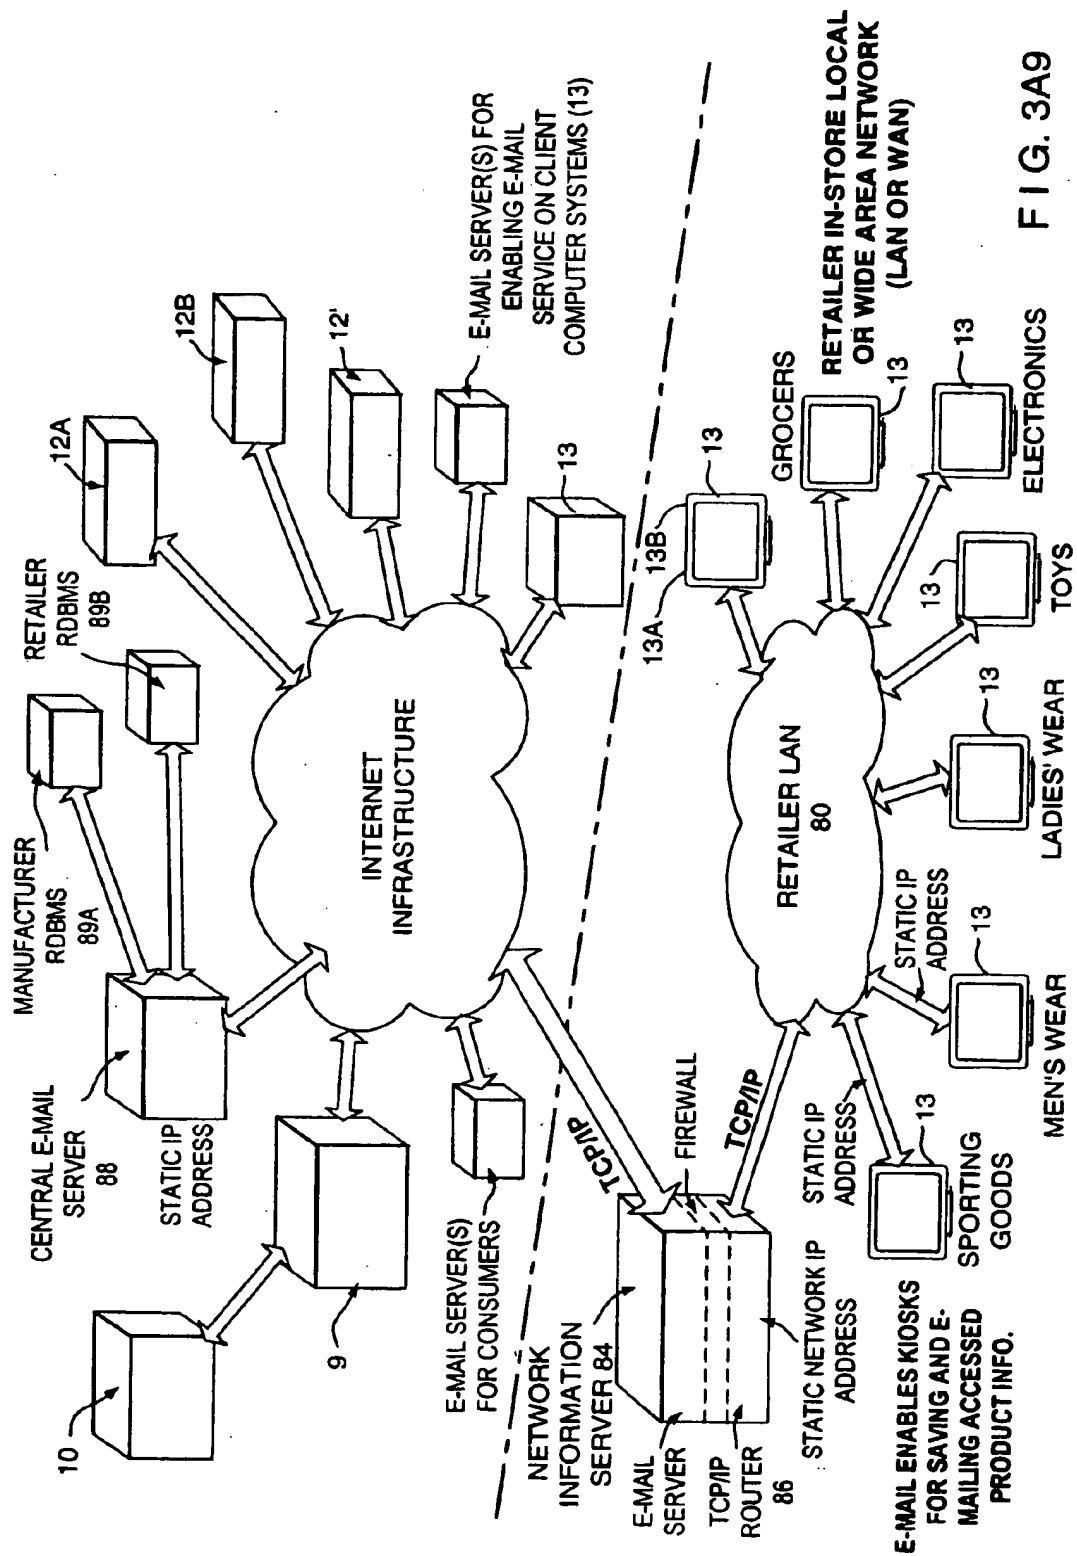 MANUFACTURER
RDBMS
89A
RETAILER
RDBMS
89B
12A
12B
12'
E-MAIL SERVER(S) FOR
ENABLING E-MAIL
SERVICE ON CLIENT
COMPUTER SYSTEMS (13)
13
CENTRAL E-MAIL
SERVER
88
STATIC IP
ADDRESS
10
9
INTERNET
INFRASTRUCTURE
E-MAIL SERVER(S)
FOR CONSUMERS
TCP/IP
NETWORK
INFORMATION
SERVER 84
E-MAIL
SERVER
TCP/IP
ROUTER
86
FIREWALL
TCP/IP
STATIC NETWORK IP
ADDRESS
RETAILER LAN
80
13A
13B
13
GROCERS
13
RETAILER IN-STORE LOCAL
OR WIDE AREA NETWORK
(LAN OR WAN)
13
ELECTRONICS
13
TOYS
13
LADIES' WEAR
STATIC IP
ADDRESS
13
MEN'S WEAR
STATIC IP
ADDRESS
13
SPORTING
GOODS
E-MAIL ENABLES KIOSKS
FOR SAVING AND E-
MAILING ACCESSED
PRODUCT INFO.
FIG. 3A9